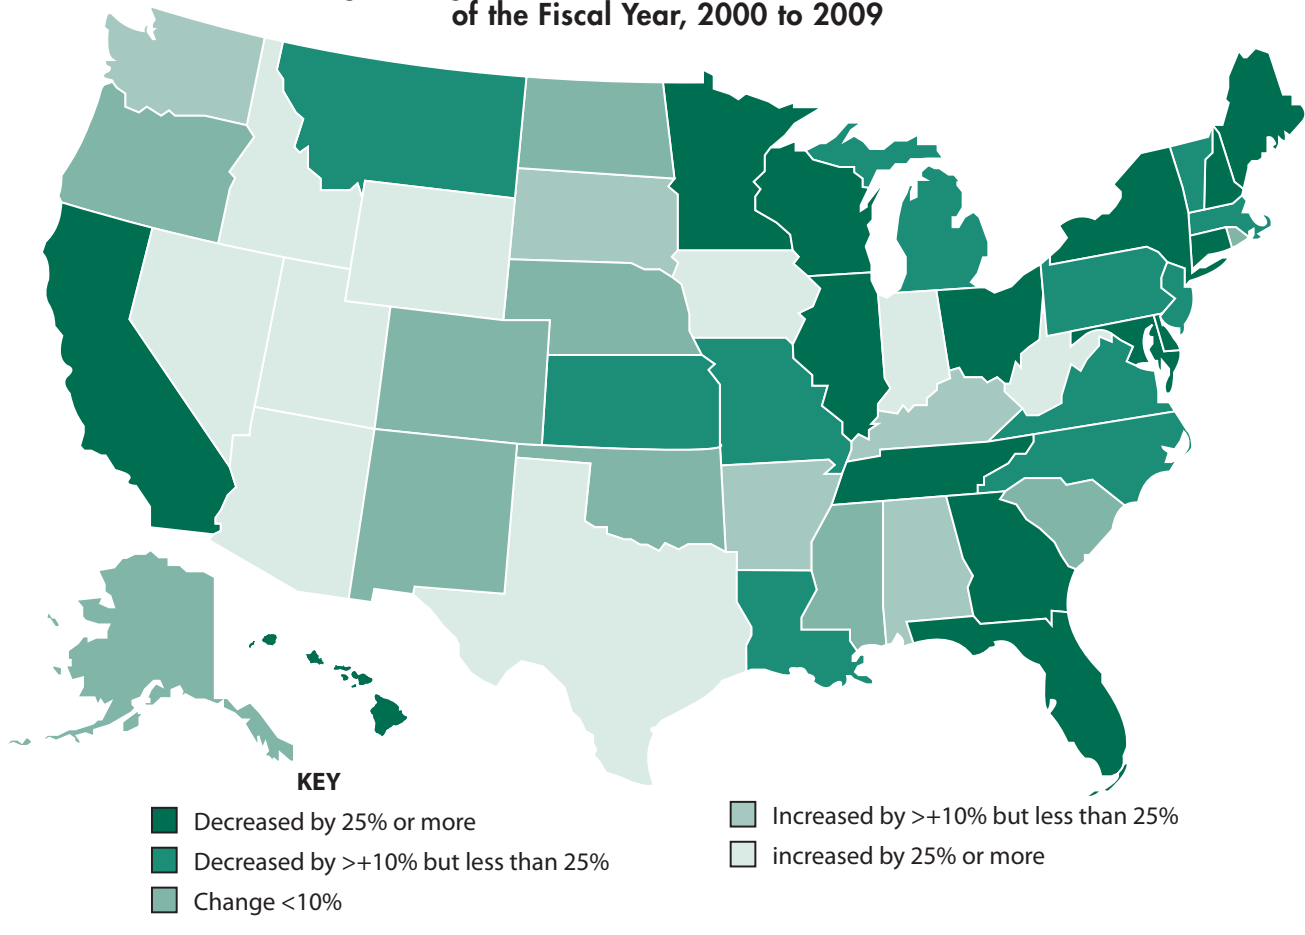 of the Fiscal Year, 2000 to 2009
KEY
Decreased by 25% or more
Decreased by >+10% but less than 25%
Change <10%
Increased by >+10% but less than 25%
increased by 25% or more